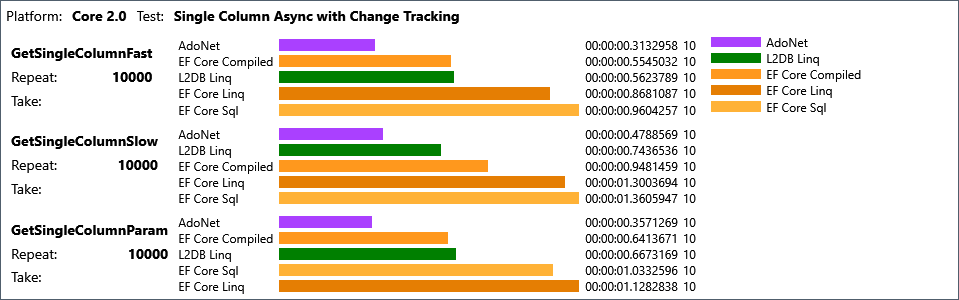 Platform: Core 2.0 Test: Single Column Async with Change Tracking
GetSingleColumnFast
Repeat: 10000
Take:
AdoNet 00:00:00.3132958 10
EF Core Compiled 00:00:00.5545032 10
L2DB Linq 00:00:00.5623789 10
EF Core Linq 00:00:00.8681087 10
EF Core Sql 00:00:00.9604257 10
AdoNet
L2DB Linq
EF Core Compiled
EF Core Linq
EF Core Sql
GetSingleColumnSlow
Repeat: 10000
Take:
AdoNet 00:00:00.4788569 10
L2DB Linq 00:00:00.7436536 10
EF Core Compiled 00:00:00.9481459 10
EF Core Linq 00:00:01.3003694 10
EF Core Sql 00:00:01.3605947 10
GetSingleColumnParam
Repeat: 10000
Take:
AdoNet 00:00:00.3571269 10
EF Core Compiled 00:00:00.6413671 10
L2DB Linq 00:00:00.6673169 10
EF Core Sql 00:00:01.0332596 10
EF Core Linq 00:00:01.1282838 10